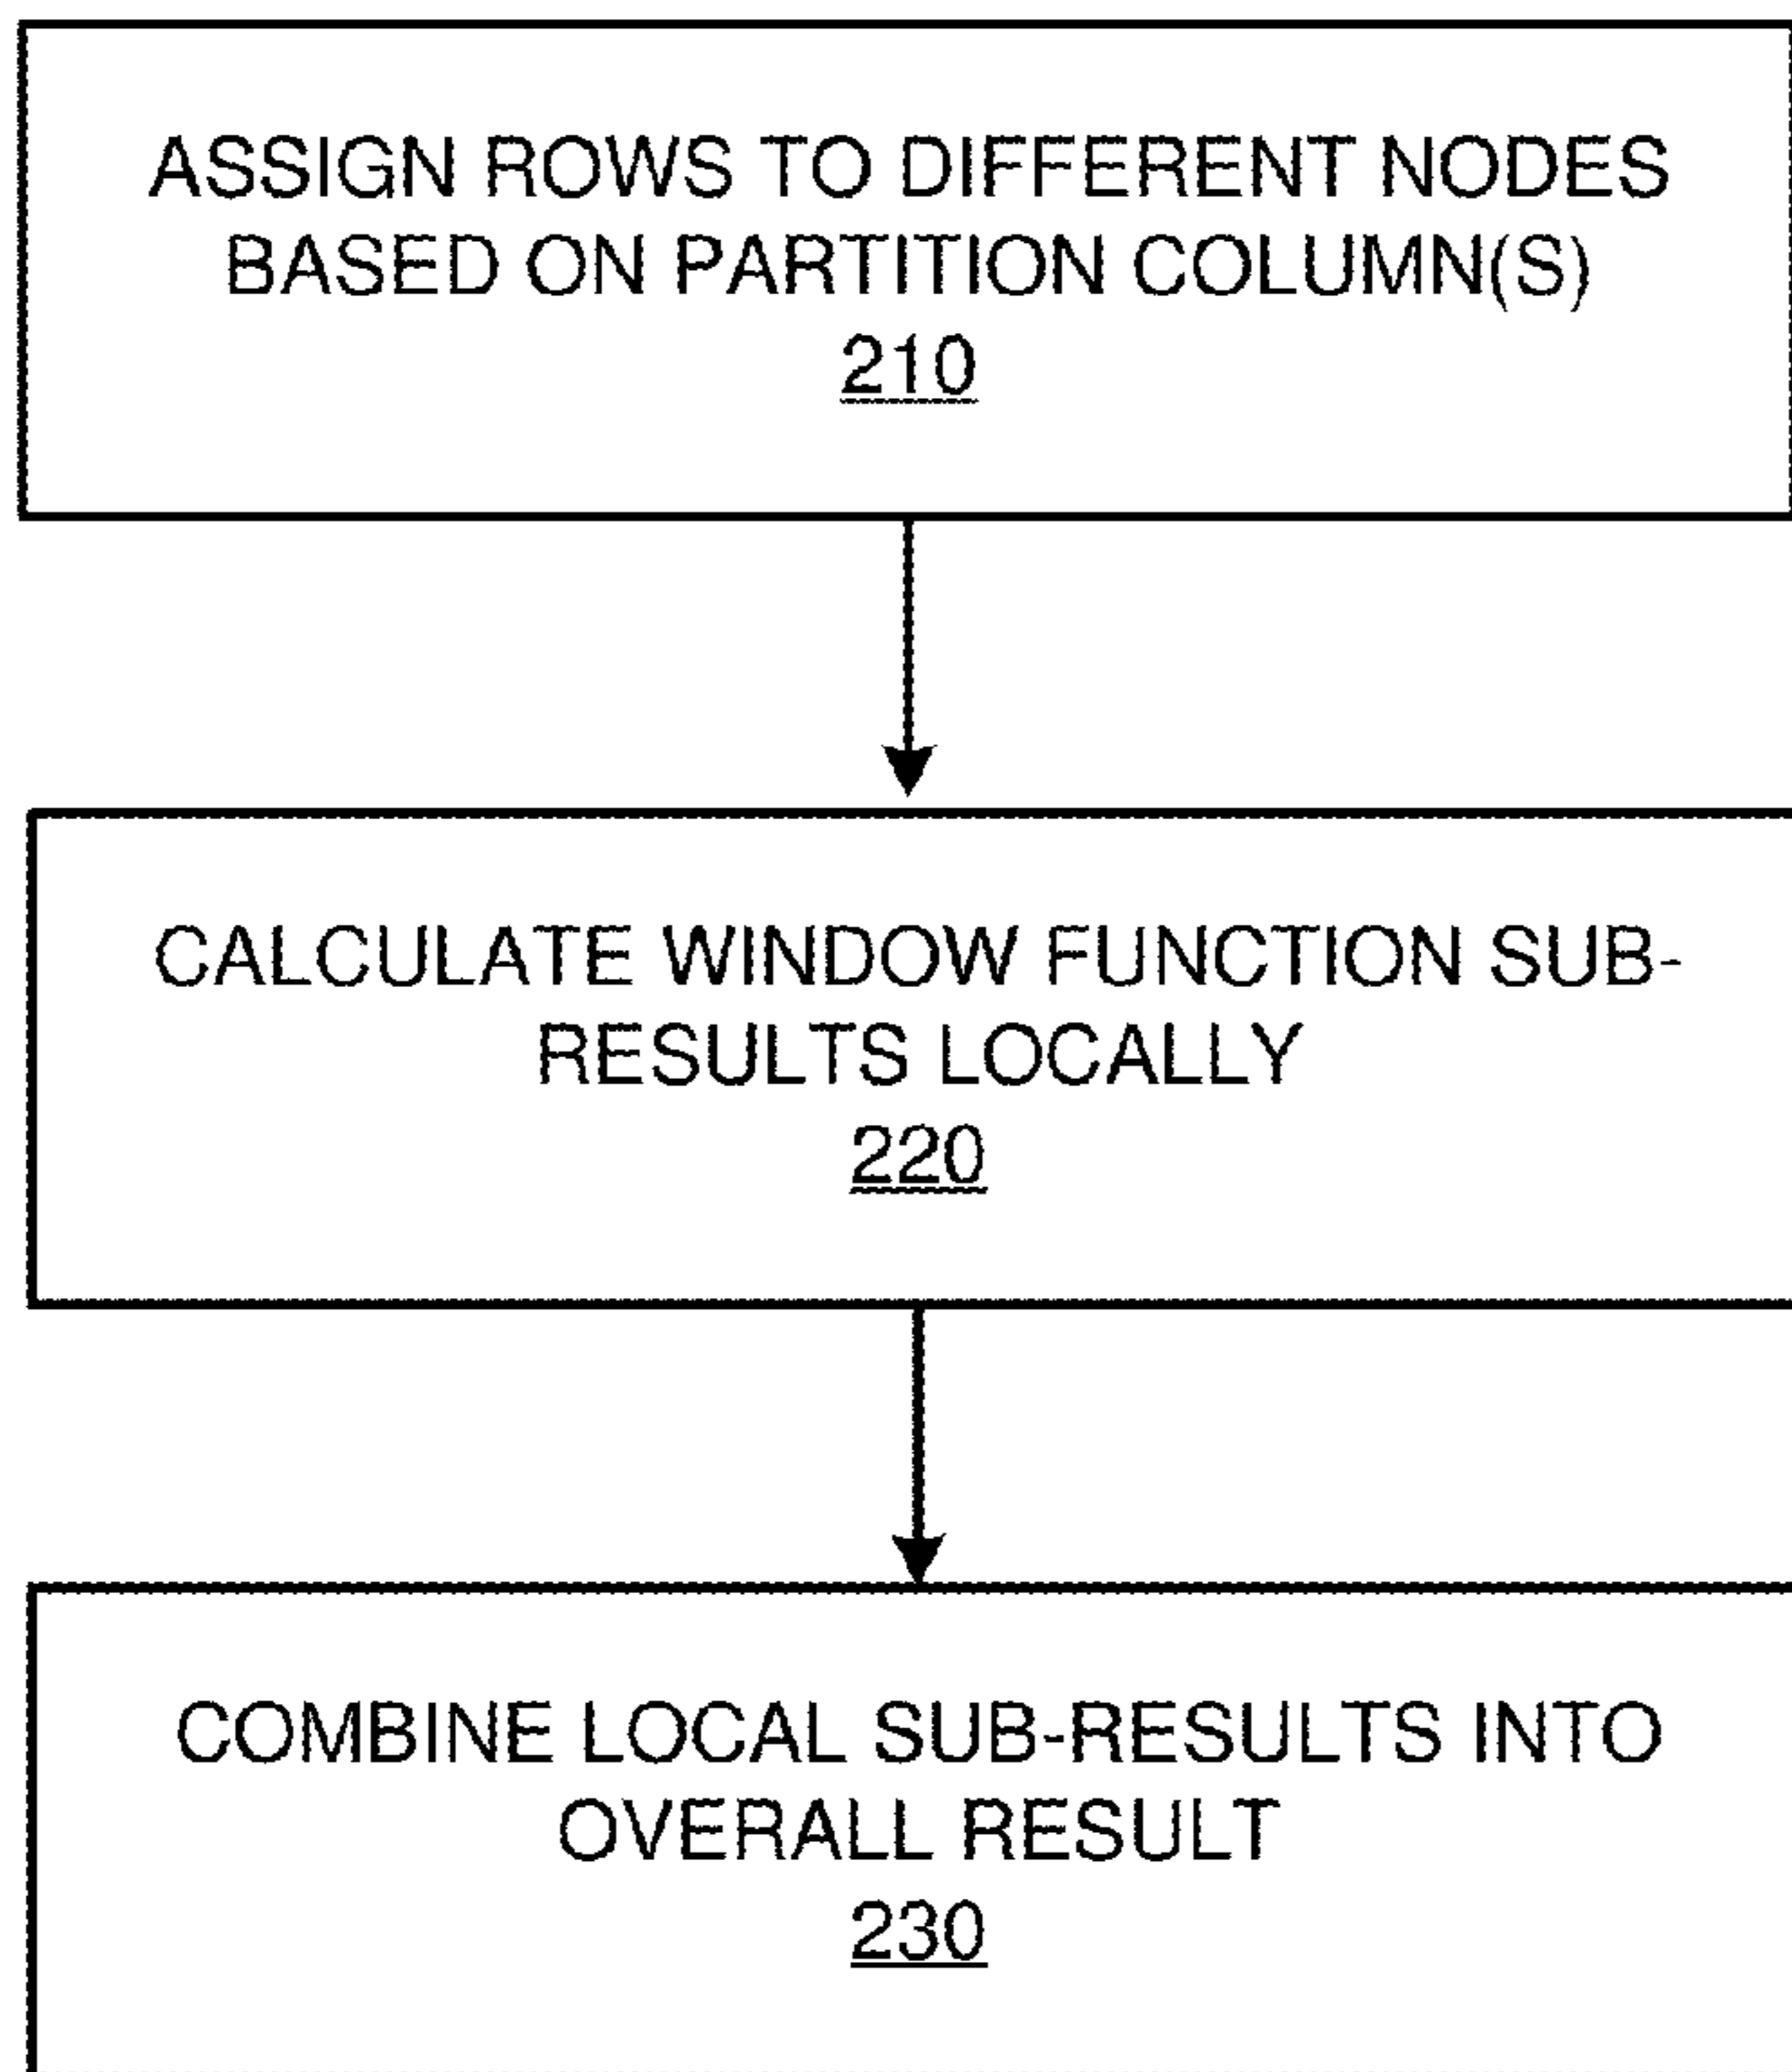 ASSIGN ROWS TO DIFFERENT NODES
BASED ON PARTITION COLUMN(S)
210
CALCULATE WINDOW FUNCTION SUB-
RESULTS LOCALLY
220
COMBINE LOCAL SUB-RESULTS INTO
OVERALL RESULT
230